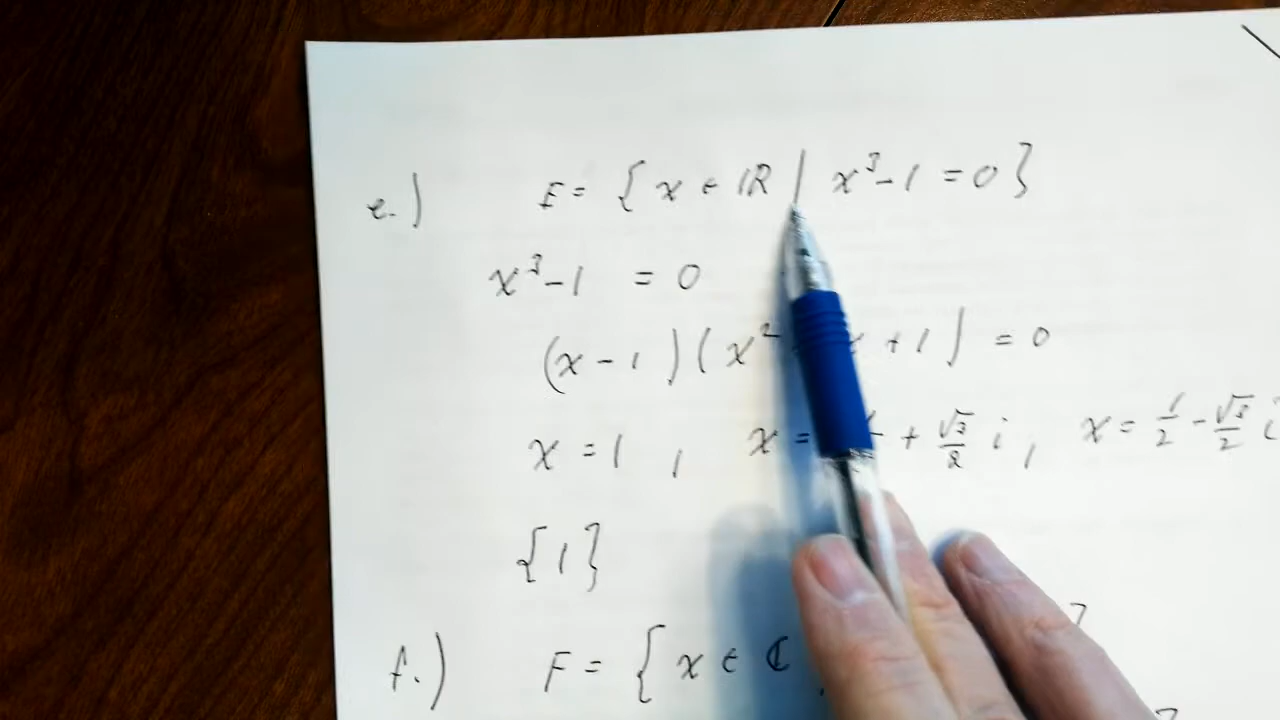 e.) E = { x ∈ ℝ | x³ - 1 = 0 }
x³ - 1 = 0
(x - 1)(x² + 1) = 0
x = 1 , x = + √3/2 i , x = 1/2 - √3/2 i
{1}
f.) F = { x ∈ ℂ